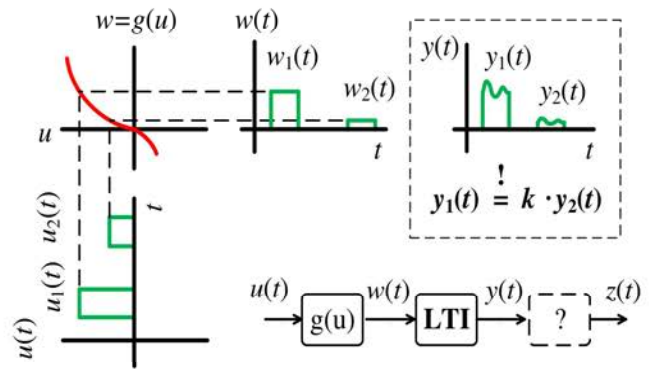 w=g(u)
w(t)
w₁(t)
w₂(t)
t
u
y(t)
y₁(t)
y₂(t)
t
!
y₁(t) = k · y₂(t)
t
u₂(t)
u₁(t)
u(t)
u(t)
g(u)
w(t)
LTI
y(t)
?
z(t)